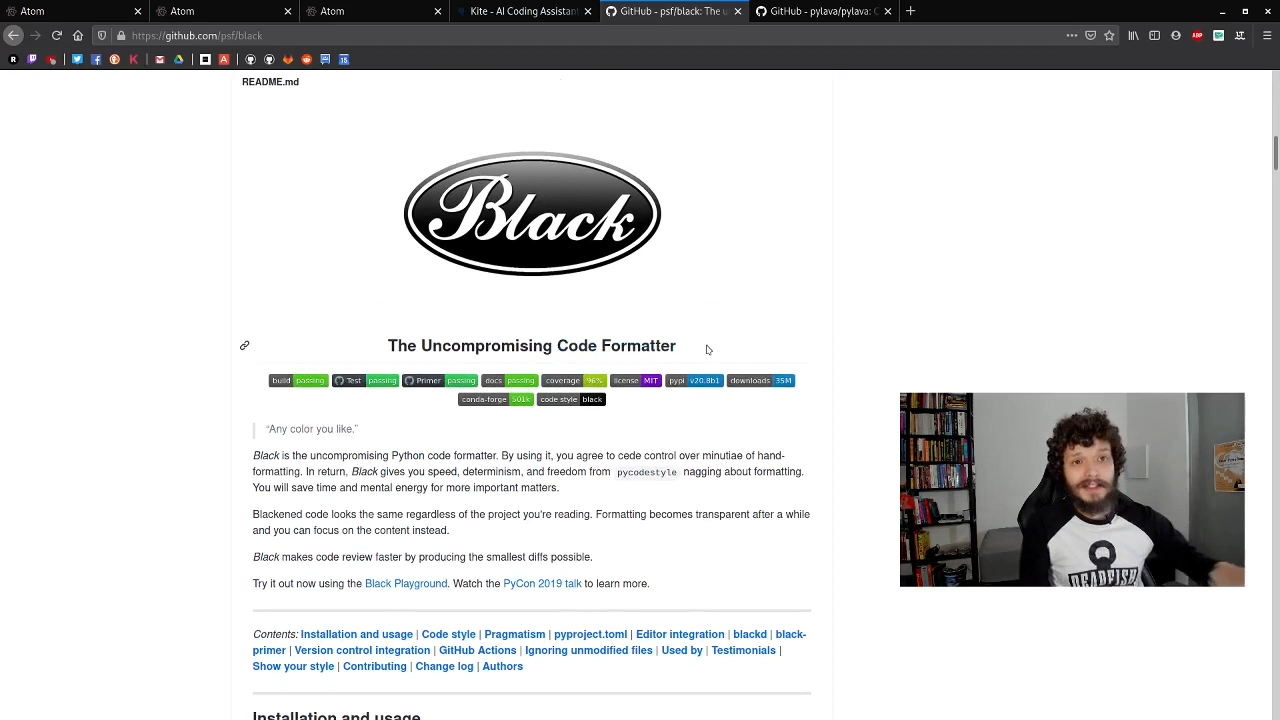 Atom
Atom
Atom
Kite - AI Coding Assistant
GitHub - psf/black: The u
GitHub - pylava/pylava: C
https://github.com/psf/black
README.md
Black
The Uncompromising Code Formatter
build passing Test passing Primer passing docs passing coverage 96% license MIT pypi v20.8b1 downloads 35M
conda-forge 501k code style black
“Any color you like.”
Black is the uncompromising Python code formatter. By using it, you agree to cede control over minutiae of hand-
formatting. In return, Black gives you speed, determinism, and freedom from pycodestyle nagging about formatting.
You will save time and mental energy for more important matters.
Blackened code looks the same regardless of the project you're reading. Formatting becomes transparent after a while
and you can focus on the content instead.
Black makes code review faster by producing the smallest diffs possible.
Try it out now using the Black Playground. Watch the PyCon 2019 talk to learn more.
Contents: Installation and usage | Code style | Pragmatism | pyproject.toml | Editor integration | blackd | black-
primer | Version control integration | GitHub Actions | Ignoring unmodified files | Used by | Testimonials |
Show your style | Contributing | Change log | Authors
Installation and usage
DEADFISH